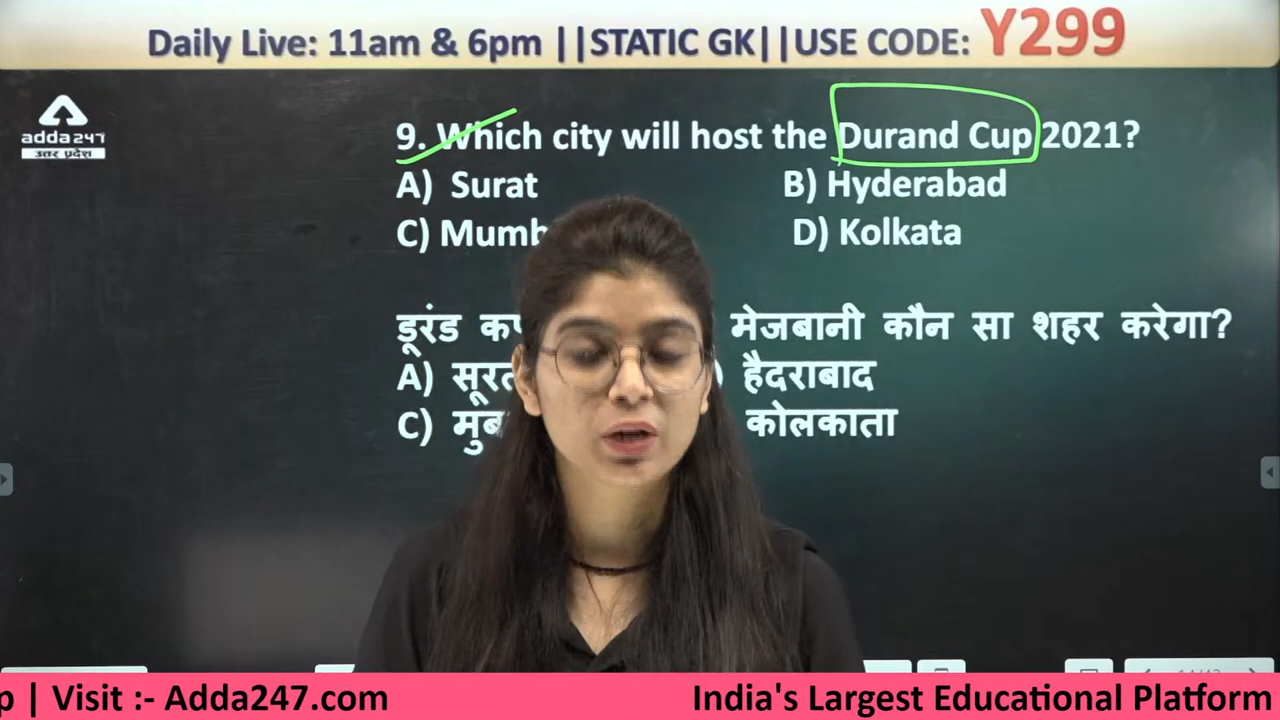 Daily Live: 11am & 6pm ||STATIC GK||USE CODE: Y299
adda247
उत्तर प्रदेश
9. Which city will host the Durand Cup 2021?
A) Surat B) Hyderabad
C) Mumb D) Kolkata
डूरंड कप मेजबानी कौन सा शहर करेगा?
A) सूरत ) हैदराबाद
C) मुंब कोलकाता
p | Visit :- Adda247.com India's Largest Educational Platform